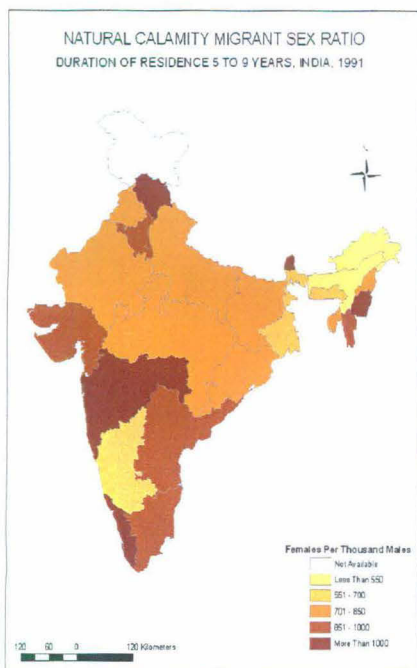 NATURAL CALAMITY MIGRANT SEX RATIO
DURATION OF RESIDENCE 5 TO 9 YEARS, INDIA, 1991
Females Per Thousand Males
Not Available
Less Than 550
551 - 700
701 - 850
851 - 1000
More Than 1000
120 60 0 120 Kilometers